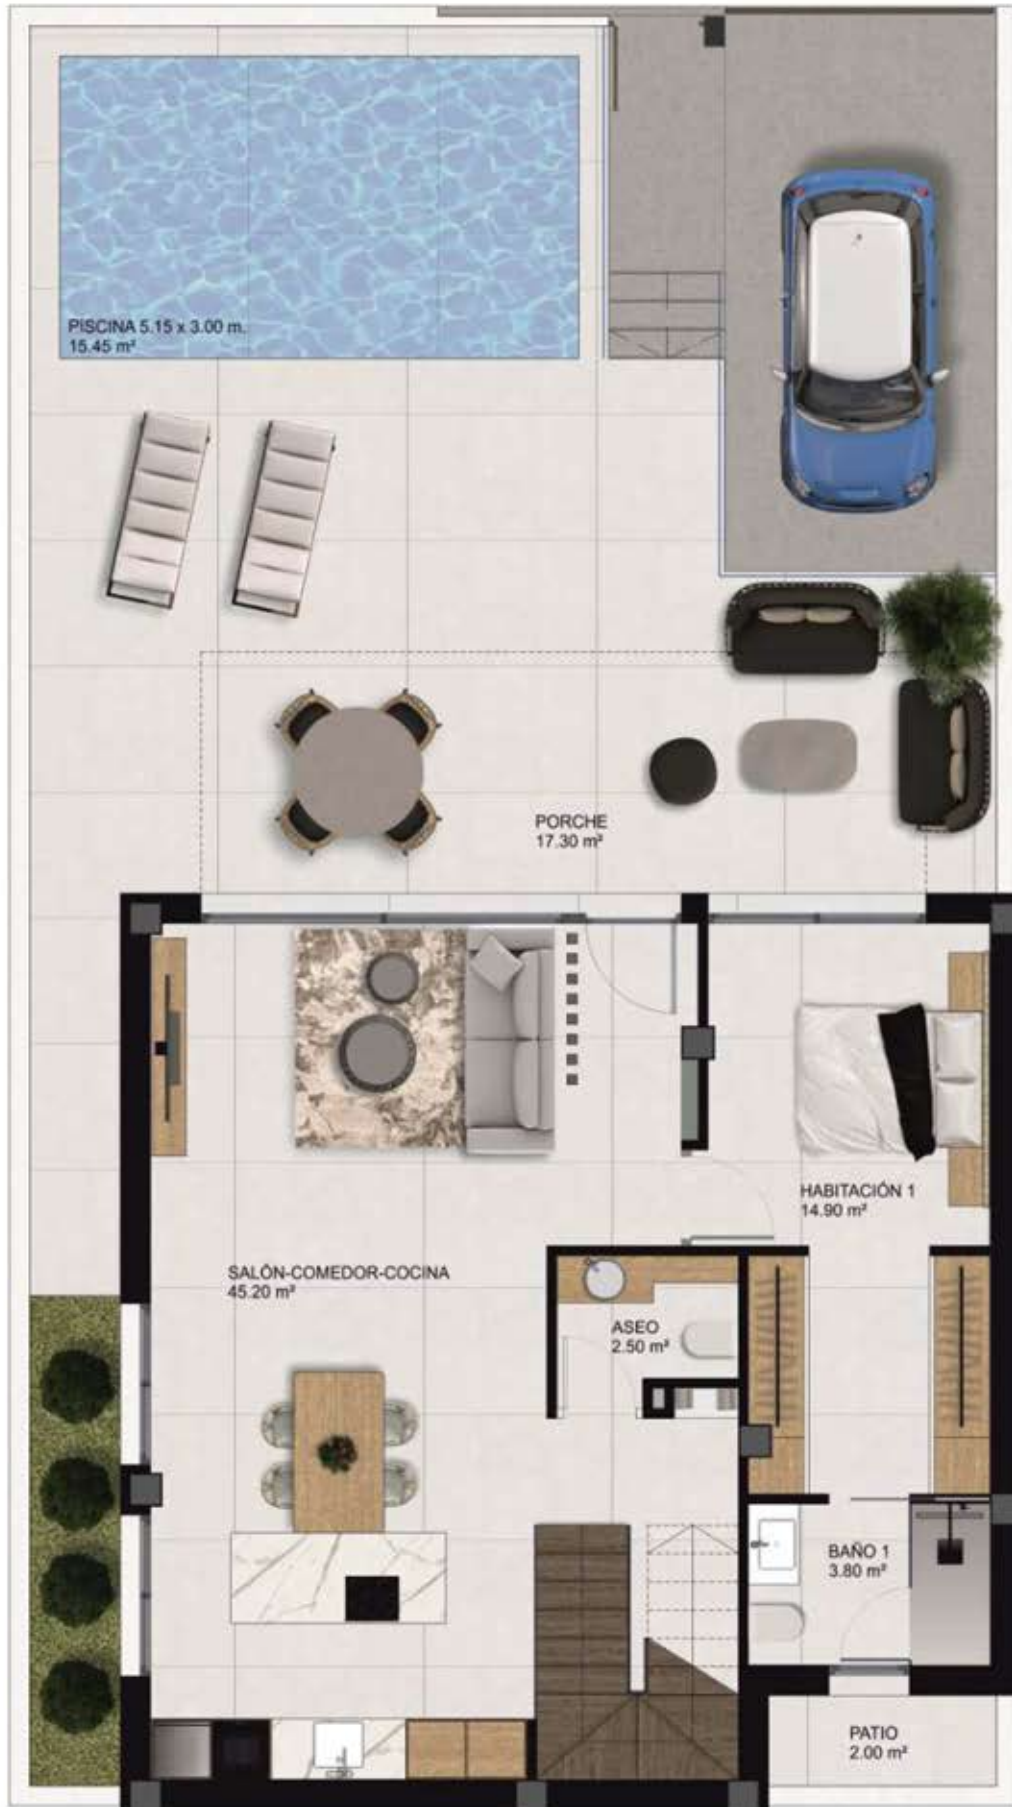 PISCINA 5.15 x 3.00 m.
15.45 m²
PORCHE
17.30 m²
HABITACIÓN 1
14.90 m²
SALÓN-COMEDOR-COCINA
45.20 m²
ASEO
2.50 m²
BAÑO 1
3.80 m²
PATIO
2.00 m²